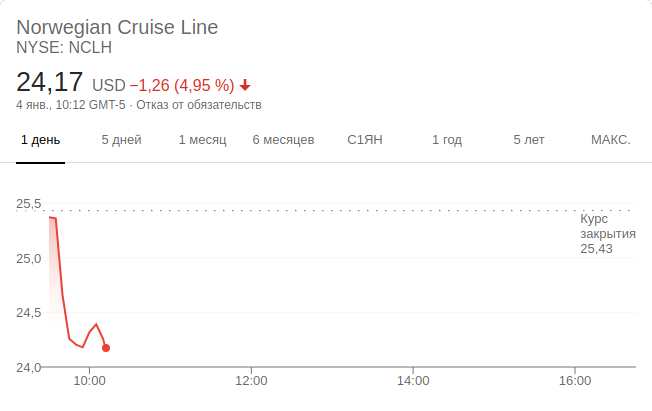 Norwegian Cruise Line
NYSE: NCLH
24,17 USD −1,26 (4,95 %)
4 янв., 10:12 GMT-5 · Отказ от обязательств
1 день 5 дней 1 месяц 6 месяцев С1ЯН 1 год 5 лет МАКС.
25,5
Курс
закрытия
25,43
25,0
24,5
24,0
10:00 12:00 14:00 16:00